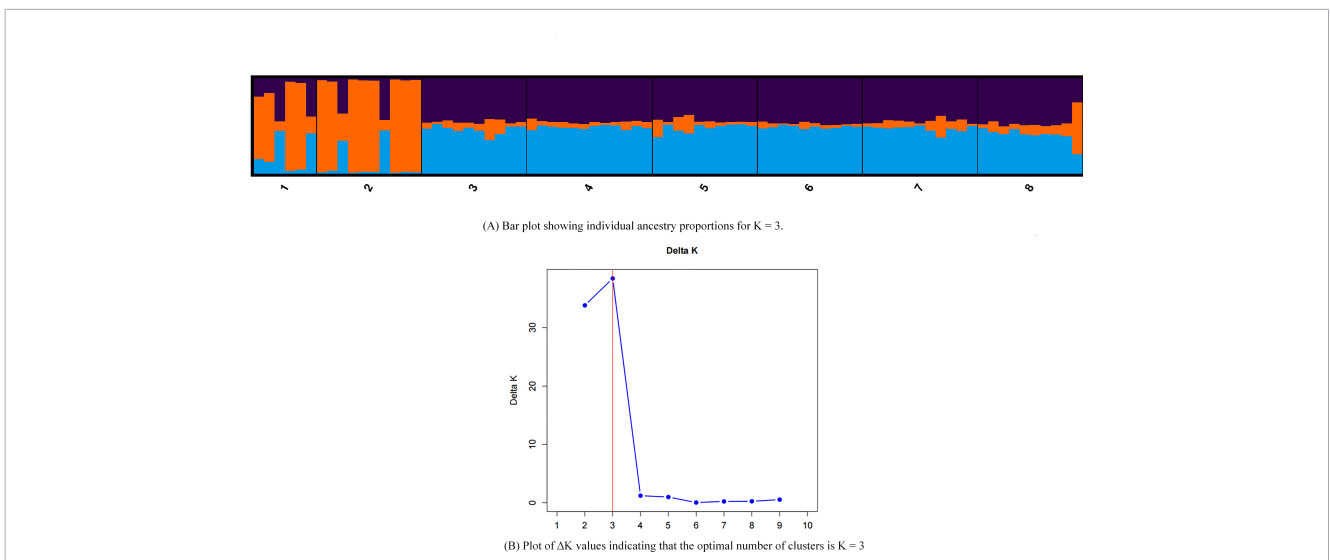 1 2 3 4 5 6 7 8
(A) Bar plot showing individual ancestry proportions for K = 3.
Delta K
Delta K
30
20
10
0
1 2 3 4 5 6 7 8 9 10
(B) Plot of ΔK values indicating that the optimal number of clusters is K = 3